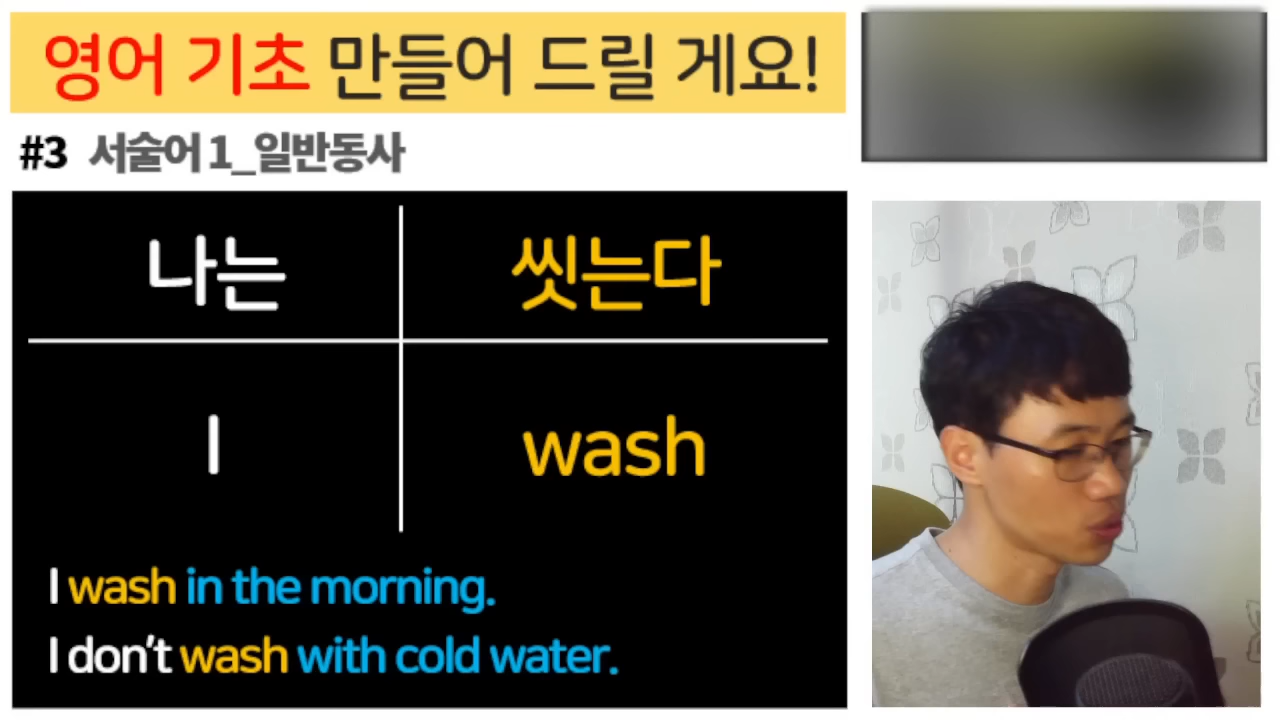 영어 기초 만들어 드릴 게요!
#3 서술어 1_일반동사
나는 씻는다
I wash
I wash in the morning.
I don't wash with cold water.